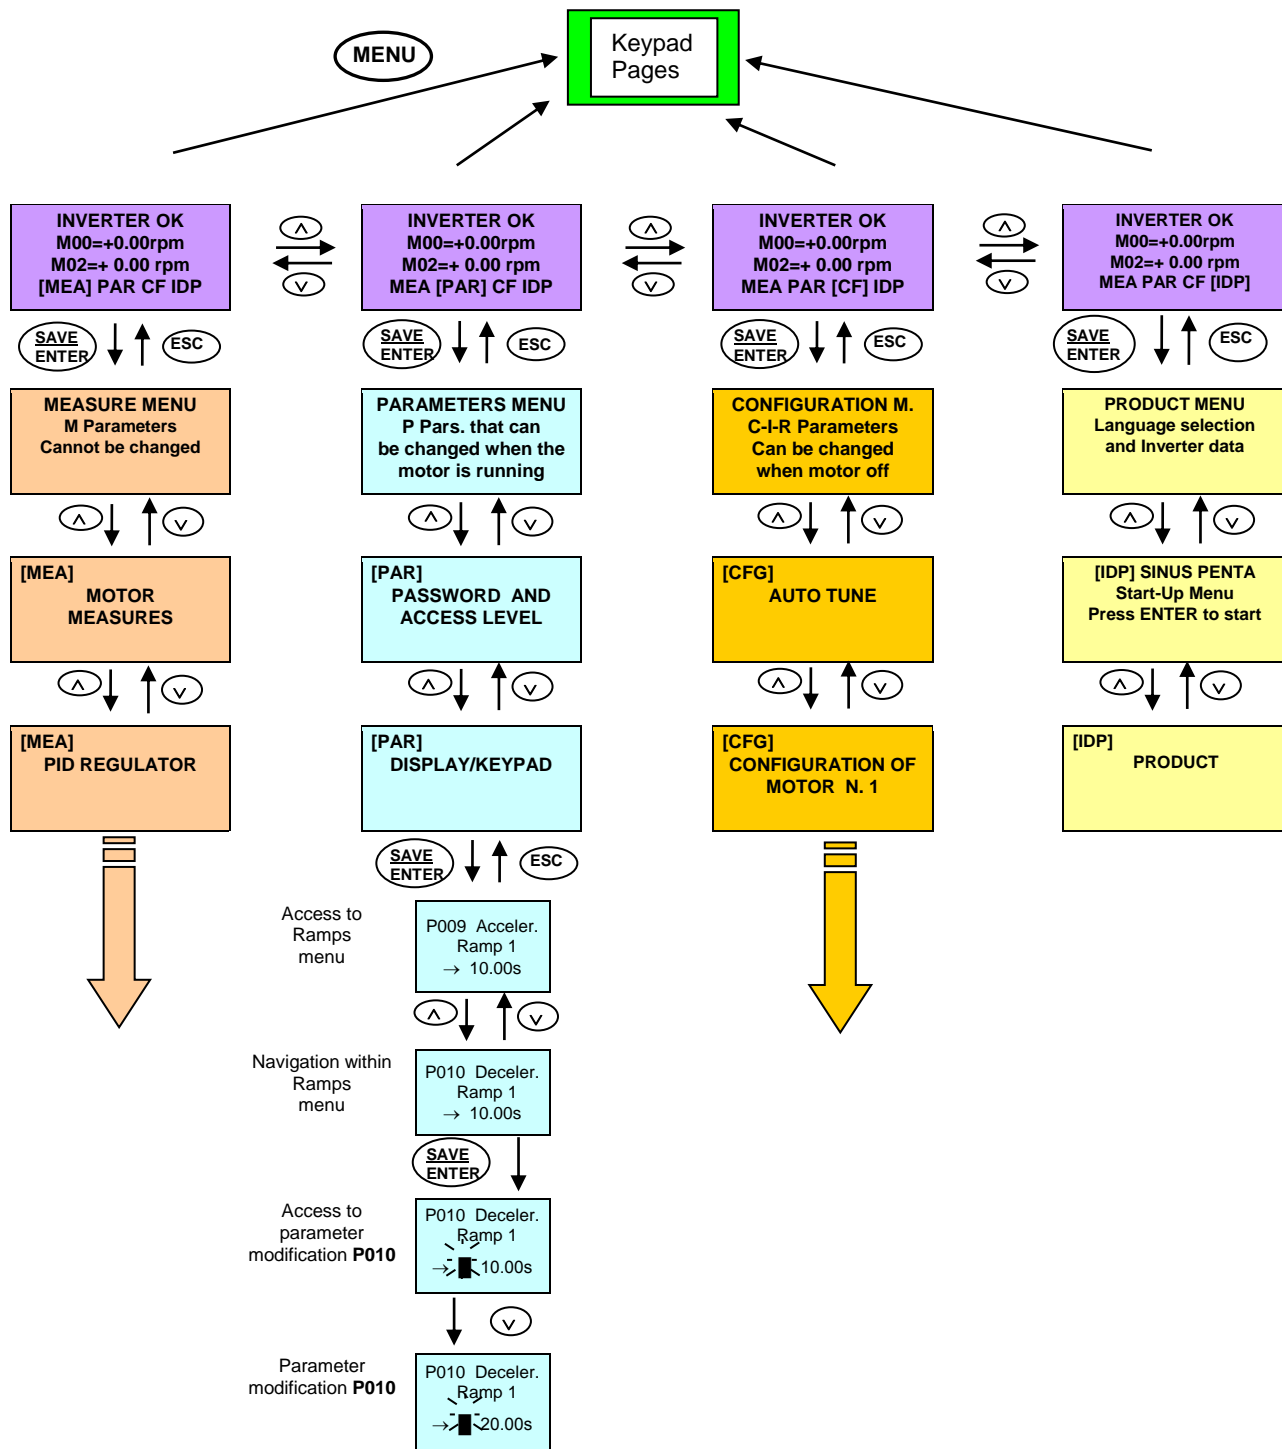 MENU
Keypad
Pages
INVERTER OK
M00=+0.00rpm
M02=+ 0.00 rpm
[MEA] PAR CF IDP
INVERTER OK
M00=+0.00rpm
M02=+ 0.00 rpm
MEA [PAR] CF IDP
INVERTER OK
M00=+0.00rpm
M02=+ 0.00 rpm
MEA PAR [CF] IDP
INVERTER OK
M00=+0.00rpm
M02=+ 0.00 rpm
MEA PAR CF [IDP]
SAVE
ENTER
ESC
SAVE
ENTER
ESC
SAVE
ENTER
ESC
SAVE
ENTER
ESC
MEASURE MENU
M Parameters
Cannot be changed
PARAMETERS MENU
P Pars. that can
be changed when the
motor is running
CONFIGURATION M.
C-I-R Parameters
Can be changed
when motor off
PRODUCT MENU
Language selection
and Inverter data
[MEA]
MOTOR
MEASURES
[PAR]
PASSWORD AND
ACCESS LEVEL
[CFG]
AUTO TUNE
[IDP] SINUS PENTA
Start-Up Menu
Press ENTER to start
[MEA]
PID REGULATOR
[PAR]
DISPLAY/KEYPAD
[CFG]
CONFIGURATION OF
MOTOR N. 1
[IDP]
PRODUCT
SAVE
ENTER
ESC
Access to
Ramps
menu
P009 Acceler.
Ramp 1
→ 10.00s
Navigation within
Ramps
menu
P010 Deceler.
Ramp 1
→ 10.00s
SAVE
ENTER
Access to
parameter
modification P010
P010 Deceler.
Ramp 1
→ █ 10.00s
Parameter
modification P010
P010 Deceler.
Ramp 1
→ █ 20.00s